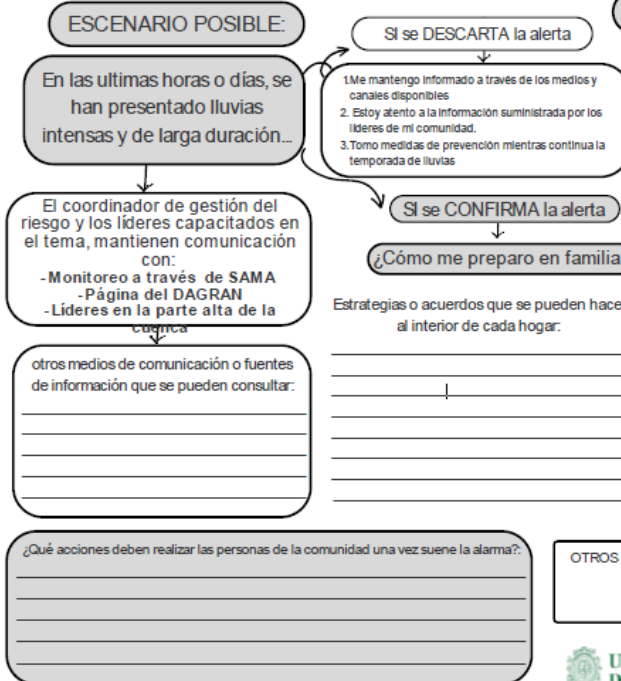 ESCENARIO POSIBLE:
En las ultimas horas o días, se
han presentado lluvias
intensas y de larga duración...
El coordinador de gestión del
riesgo y los líderes capacitados en
el tema, mantienen comunicación
con:
-Monitoreo a través de SAMA
-Página del DAGRAN
-Líderes en la parte alta de la
cuenca
otros medios de comunicación o fuentes
de información que se pueden consultar:
SI se DESCARTA la alerta
1.Me mantengo informado a través de los medios y
canales disponibles
2. Estoy atento a la información suministrada por los
líderes de mi comunidad.
3.Tomo medidas de prevención mientras continua la
temporada de lluvias
SI se CONFIRMA la alerta
¿Cómo me preparo en familia
Estrategias o acuerdos que se pueden hace
al interior de cada hogar:
¿Qué acciones deben realizar las personas de la comunidad una vez suene la alarma?:
OTROS
U